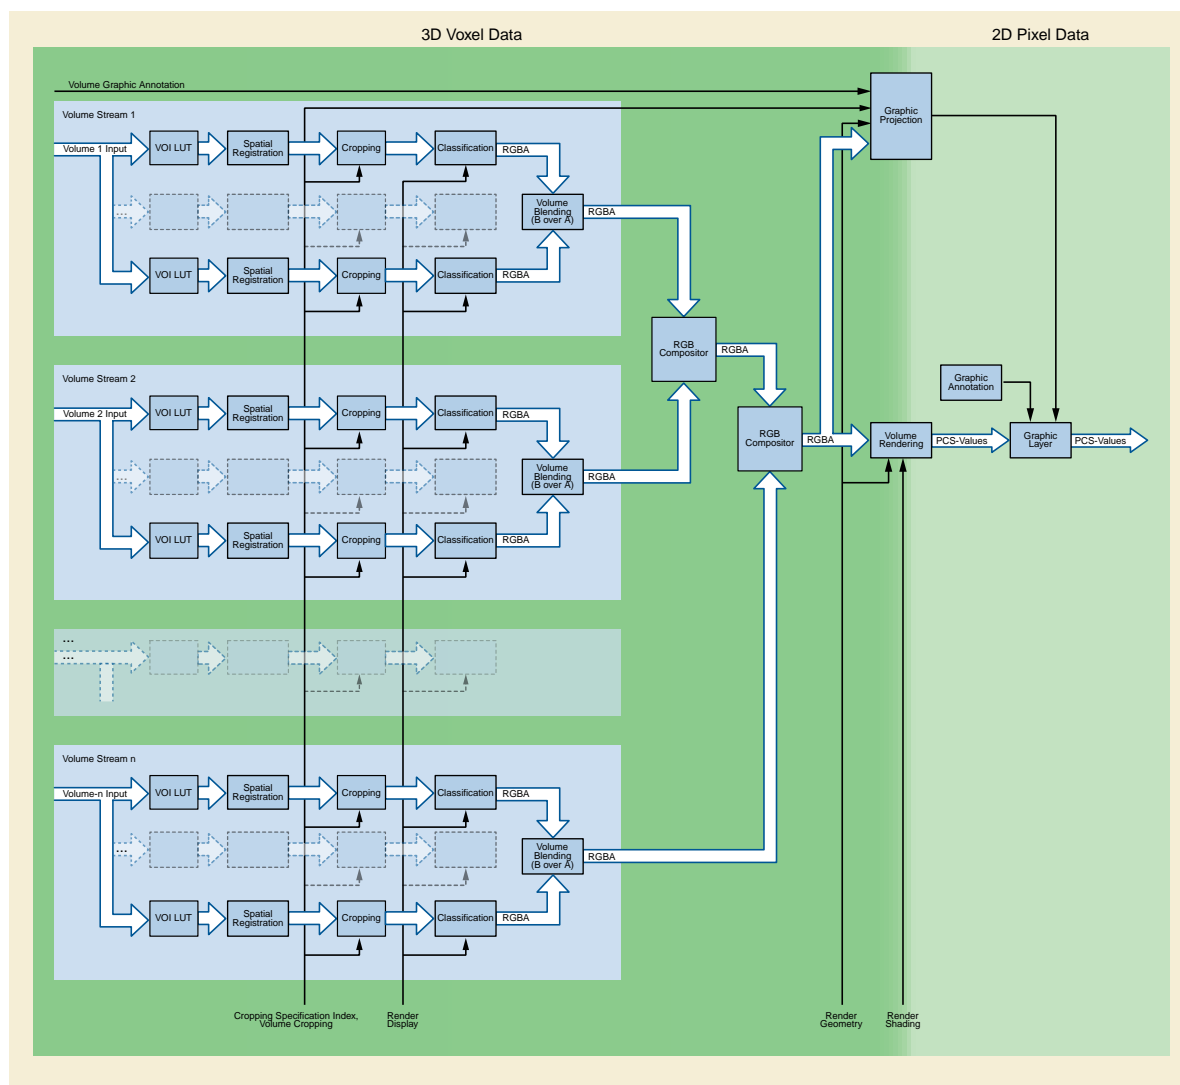 3D Voxel Data
2D Pixel Data
Volume Graphic Annotation
Graphic
Projection
Volume Stream 1
Volume 1 Input
VOI LUT
Spatial
Registration
Cropping
Classification
RGBA
...
Volume
Blending
(B over A)
RGBA
VOI LUT
Spatial
Registration
Cropping
Classification
RGBA
RGB
Compositor
RGBA
Volume Stream 2
Volume 2 Input
VOI LUT
Spatial
Registration
Cropping
Classification
RGBA
...
Volume
Blending
(B over A)
RGBA
VOI LUT
Spatial
Registration
Cropping
Classification
RGBA
RGB
Compositor
RGBA
Graphic
Annotation
Volume
Rendering
PCS-Values
Graphic
Layer
PCS-Values
...
...
Volume Stream n
Volume-n Input
VOI LUT
Spatial
Registration
Cropping
Classification
RGBA
...
Volume
Blending
(B over A)
RGBA
VOI LUT
Spatial
Registration
Cropping
Classification
RGBA
Cropping Specification Index,
Volume Cropping
Render
Display
Render
Geometry
Render
Shading